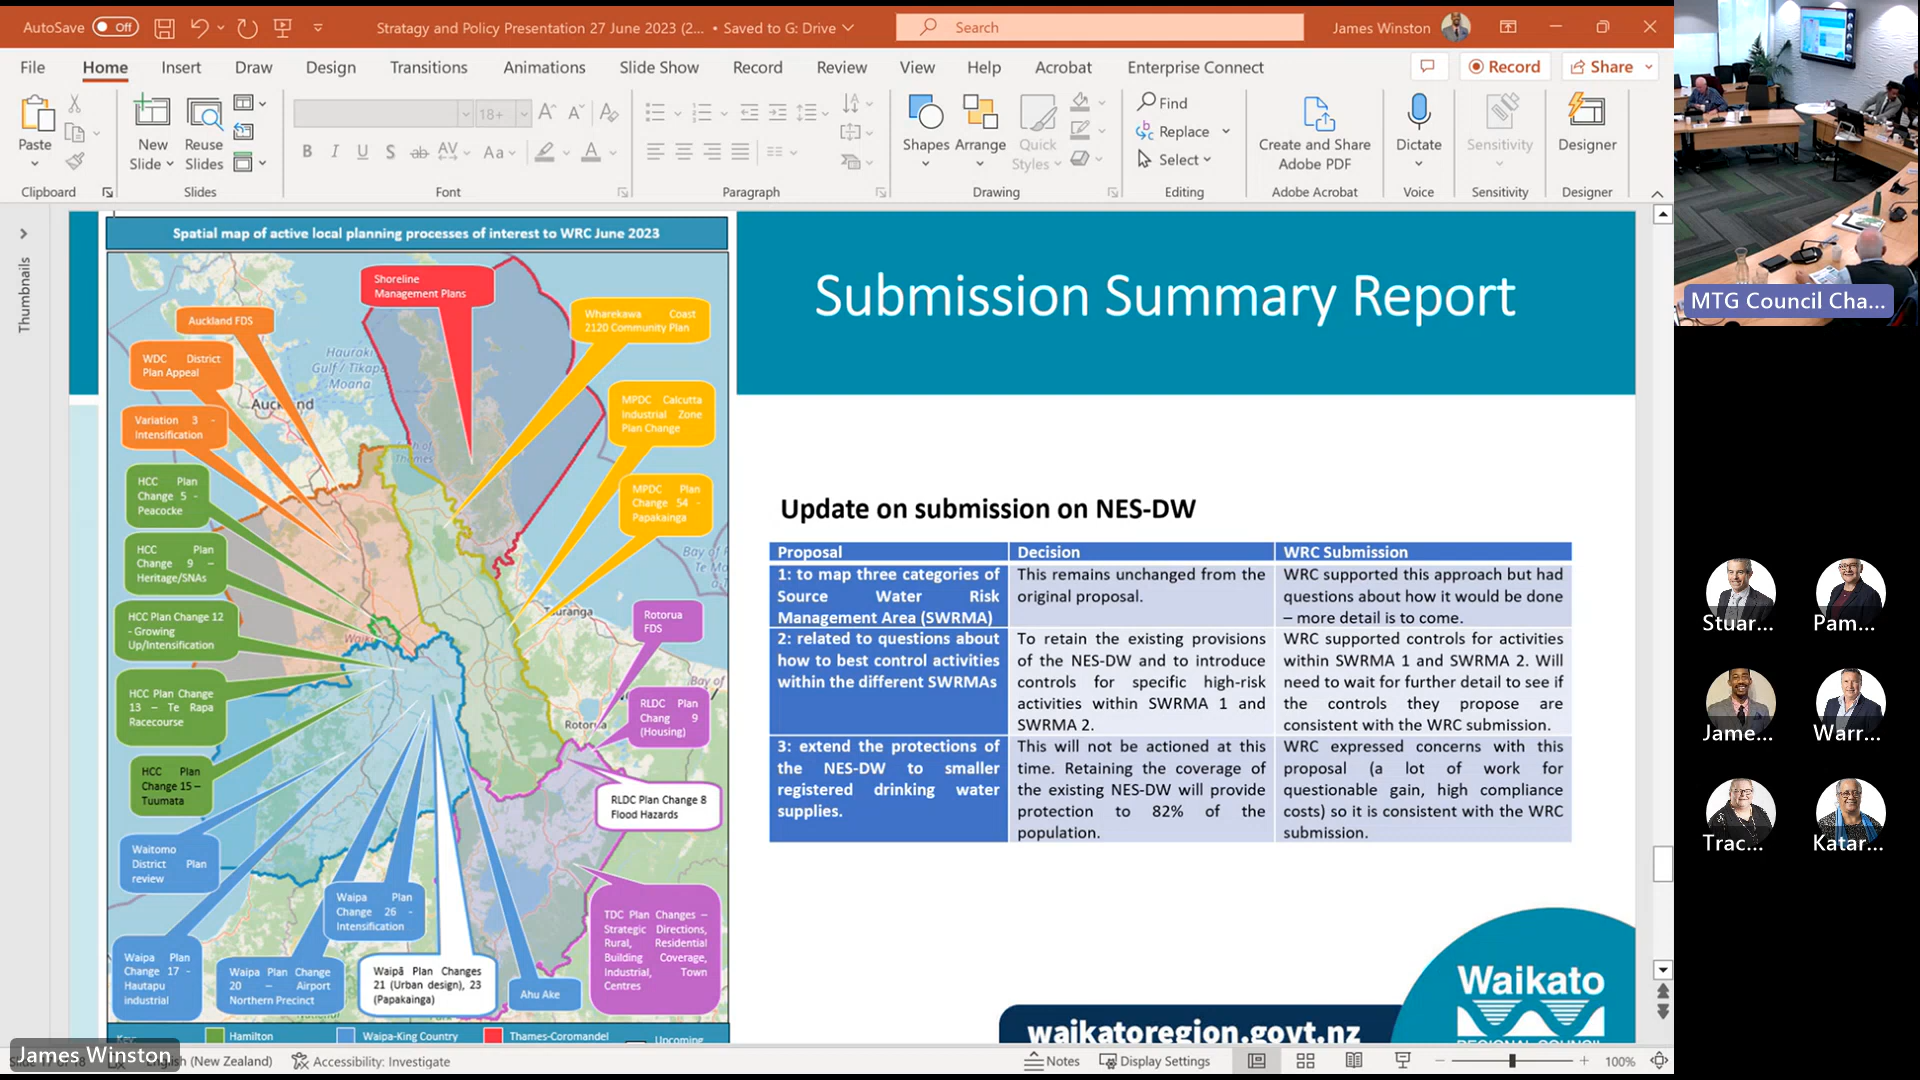 AutoSave Off
Stratagy and Policy Presentation 27 June 2023 (2... • Saved to G: Drive
Search
James Winston
File Home Insert Draw Design Transitions Animations Slide Show Record Review View Help Acrobat Enterprise Connect
Record
Share
Paste
New
Slide
Reuse
Slides
18+
Shapes
Arrange
Quick
Styles
Find
Replace
Select
Create and Share
Adobe PDF
Dictate
Sensitivity
Designer
Clipboard
Slides
Font
Paragraph
Drawing
Editing
Adobe Acrobat
Voice
Sensitivity
Designer
Thumbnails
Spatial map of active local planning processes of interest to WRC June 2023
Shoreline
Management Plans
Auckland FDS
Wharekawa Coast
2120 Community Plan
WDC District
Plan Appeal
Hauraki
Gulf / Tīkapa
Moana
Auckland
MPDC Calcutta
Industrial Zone
Plan Change
Variation 3 -
Intensification
HCC Plan
Change 5 -
Peacocke
MPDC Plan
Change 54 -
Papakainga
HCC Plan
Change 9 –
Heritage/SNAs
HCC Plan Change 12
- Growing
Up/Intensification
Rotorua
FDS
HCC Plan Change
13 – Te Rapa
Racecourse
RLDC Plan
Chang 9
(Housing)
HCC Plan
Change 15 –
Tuumata
RLDC Plan Change 8
Flood Hazards
Waitomo
District Plan
review
Waipa Plan
Change 26 -
Intensification
TDC Plan Changes –
Strategic Directions,
Rural, Residential
Building Coverage,
Industrial, Town
Centres
Waipa Plan
Change 17 -
Hautapu
industrial
Waipa Plan Change
20 – Airport
Northern Precinct
Waipā Plan Changes
21 (Urban design), 23
(Papakainga)
Ahu Ake
Key:
Hamilton
Waipa-King Country
Thames-Coromandel
Upcoming
Submission Summary Report
Update on submission on NES-DW
Proposal Decision WRC Submission
1: to map three categories of
Source Water Risk
Management Area (SWRMA)
This remains unchanged from the
original proposal.
WRC supported this approach but had
questions about how it would be done
– more detail is to come.
2: related to questions about
how to best control activities
within the different SWRMAs
To retain the existing provisions
of the NES-DW and to introduce
controls for specific high-risk
activities within SWRMA 1 and
SWRMA 2.
WRC supported controls for activities
within SWRMA 1 and SWRMA 2. Will
need to wait for further detail to see if
the controls they propose are
consistent with the WRC submission.
3: extend the protections of
the NES-DW to smaller
registered drinking water
supplies.
This will not be actioned at this
time. Retaining the coverage of
the existing NES-DW will provide
protection to 82% of the
population.
WRC expressed concerns with this
proposal (a lot of work for
questionable gain, high compliance
costs) so it is consistent with the WRC
submission.
waikatoregion.govt.nz
Waikato
REGIONAL COUNCIL
James Winston
(New Zealand)
Accessibility: Investigate
Notes
Display Settings
100%
MTG Council Cha...
Stuar...
Pam...
Jame...
Warr...
Trac...
Katar...